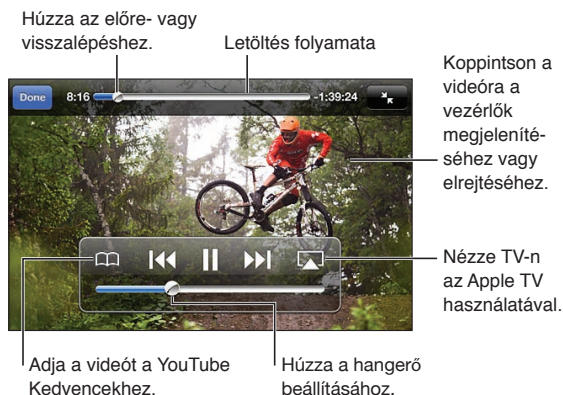 Húzza az előre- vagy
visszalépéshez.
Letöltés folyamata
Koppintson a
videóra a
vezérlők
megjeleníté-
séhez vagy
elrejtéséhez.
Done
8:16
-1:39:24
Nézze TV-n
az Apple TV
használatával.
Adja a videót a YouTube
Kedvencekhez.
Húzza a hangerő
beállításához.